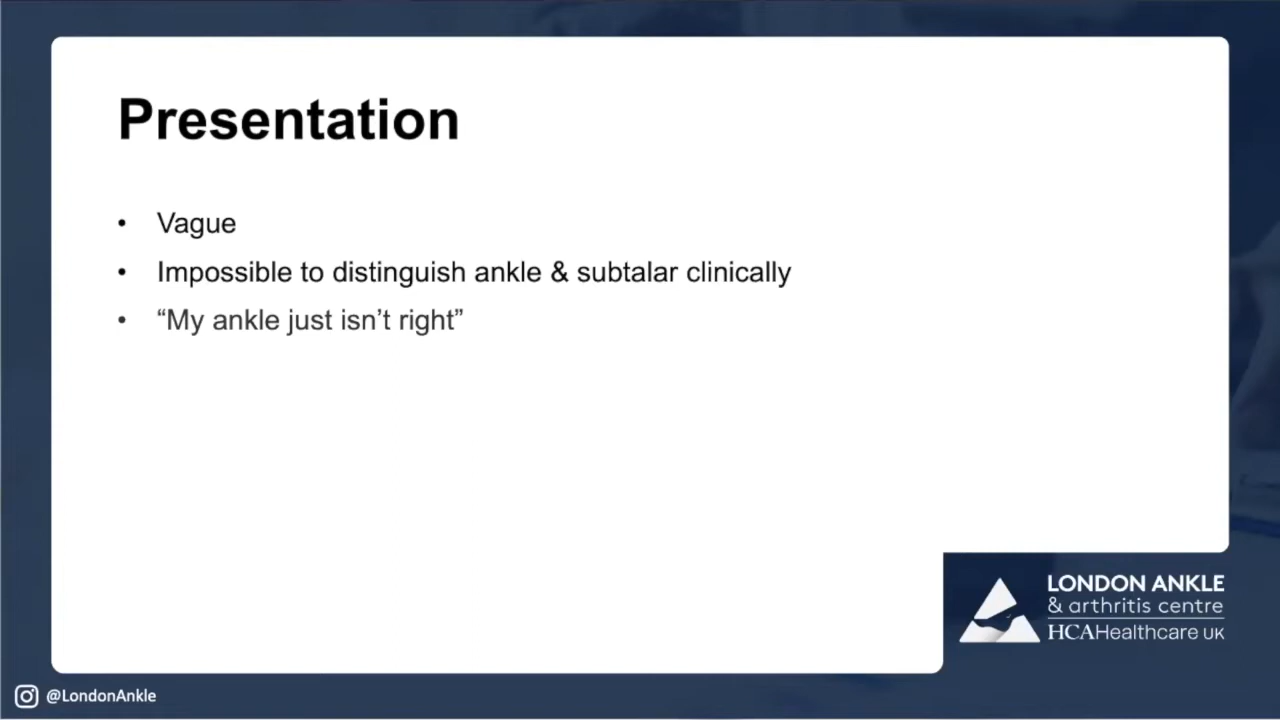 Presentation
• Vague
• Impossible to distinguish ankle & subtalar clinically
• “My ankle just isn’t right”
LONDON ANKLE
& arthritis centre
HCAHealthcare UK
@LondonAnkle